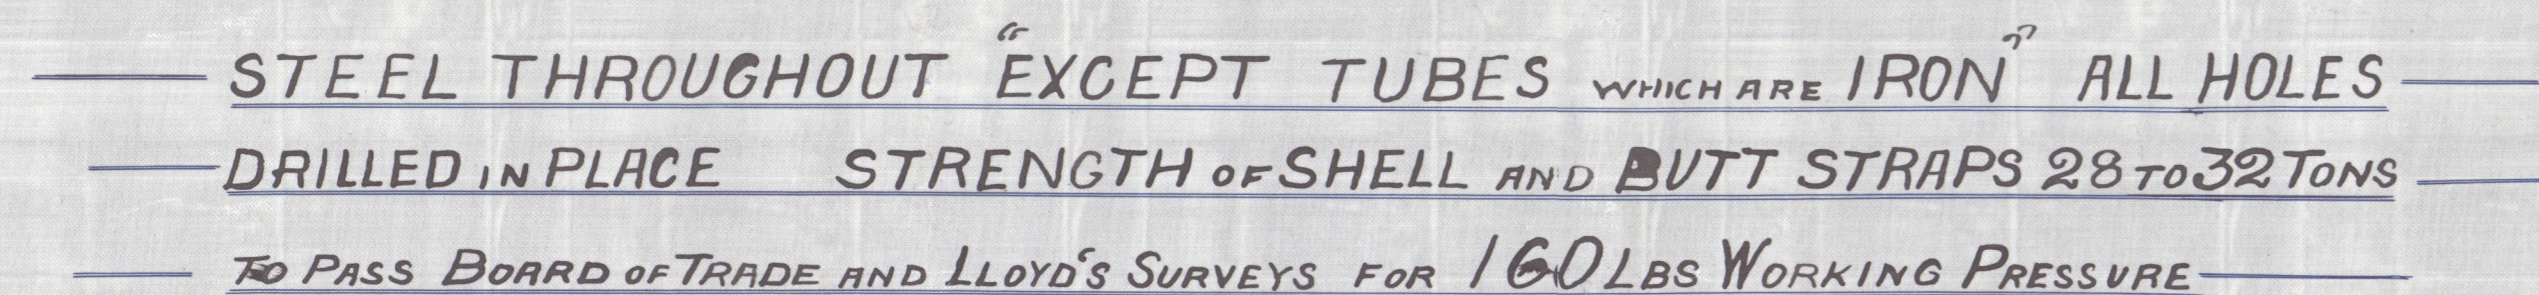 STEEL THROUGHOUT "EXCEPT TUBES WHICH ARE IRON" ALL HOLES
DRILLED IN PLACE STRENGTH OF SHELL AND BUTT STRAPS 28 TO 32 TONS
TO PASS BOARD OF TRADE AND LLOYD'S SURVEYS FOR 160 LBS WORKING PRESSURE